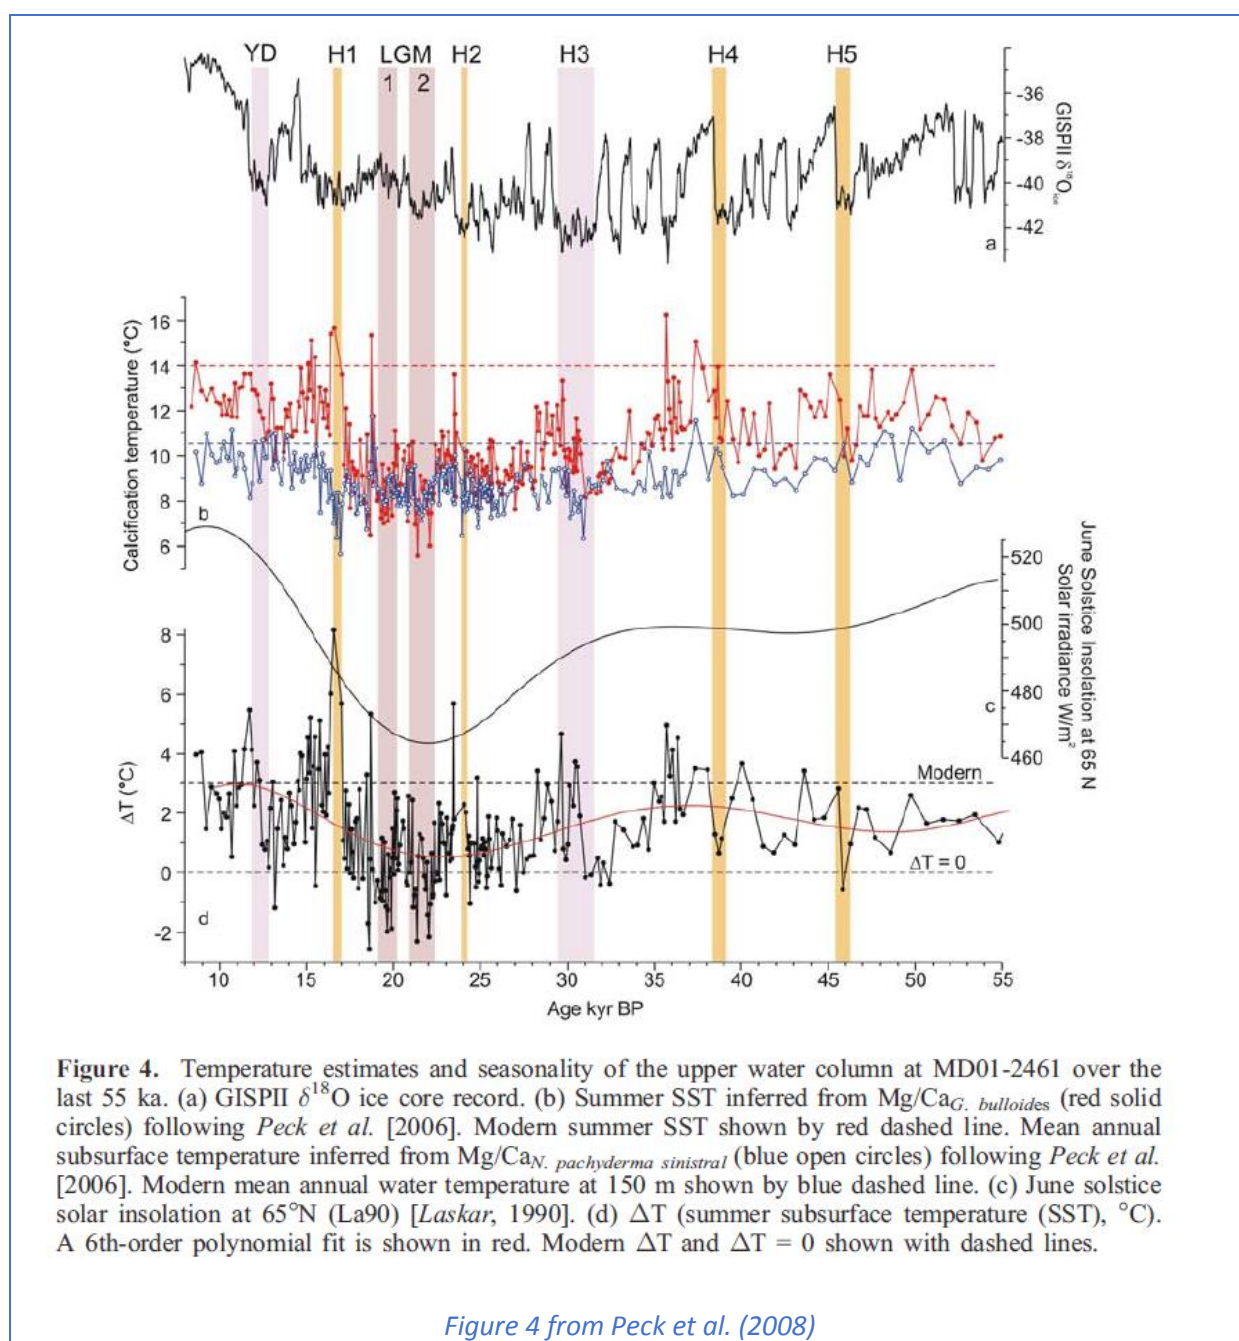 YD H1 LGM H2 H3 H4 H5
1 2
-36
-38
-40
-42
GISPII δ¹⁸O ice
a
Calcification temperature (°C)
16
14
12
10
8
6
b
June Solstice Insolation at 65 N
Solar irradiance W/m²
520
500
480
460
c
ΔT (°C)
8
6
4
2
0
-2
Modern
ΔT = 0
d
10 15 20 25 30 35 40 45 50 55
Age kyr BP
Figure 4. Temperature estimates and seasonality of the upper water column at MD01-2461 over the
last 55 ka. (a) GISPII δ¹⁸O ice core record. (b) Summer SST inferred from Mg/Ca G. bulloides (red solid
circles) following Peck et al. [2006]. Modern summer SST shown by red dashed line. Mean annual
subsurface temperature inferred from Mg/Ca N. pachyderma sinistral (blue open circles) following Peck et al.
[2006]. Modern mean annual water temperature at 150 m shown by blue dashed line. (c) June solstice
solar insolation at 65°N (La90) [Laskar, 1990]. (d) ΔT (summer subsurface temperature (SST), °C).
A 6th-order polynomial fit is shown in red. Modern ΔT and ΔT = 0 shown with dashed lines.
Figure 4 from Peck et al. (2008)